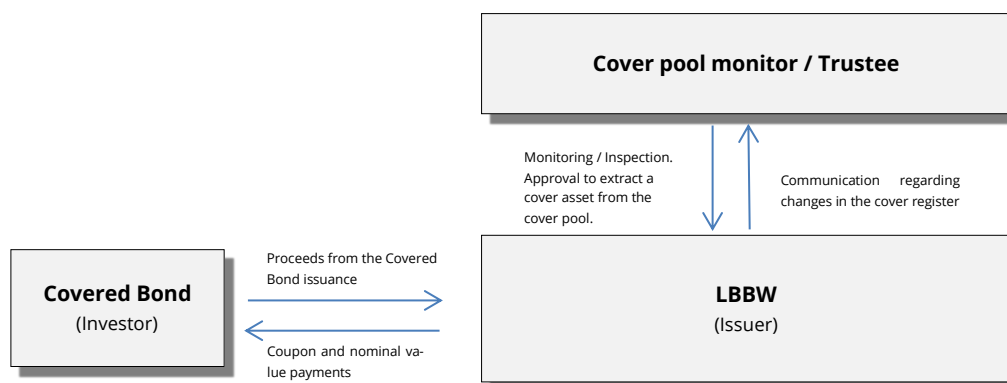 Cover pool monitor / Trustee
Monitoring / Inspection.
Approval to extract a
cover asset from the
cover pool.
Communication regarding
changes in the cover register
Proceeds from the Covered
Bond issuance
Covered Bond
(Investor)
LBBW
(Issuer)
Coupon and nominal va-
lue payments